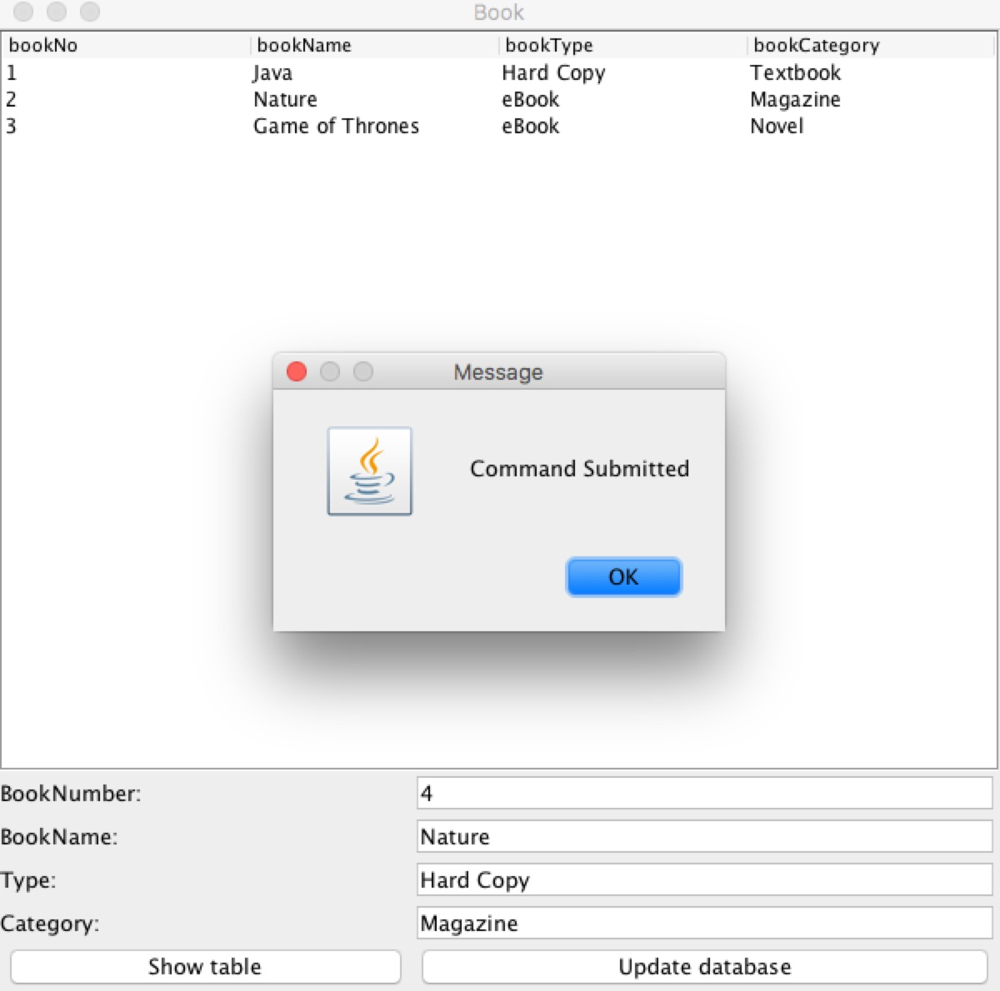 Book
bookNo bookName bookType bookCategory
1 Java Hard Copy Textbook
2 Nature eBook Magazine
3 Game of Thrones eBook Novel
Message
Command Submitted
OK
BookNumber: 4
BookName: Nature
Type: Hard Copy
Category: Magazine
Show table Update database